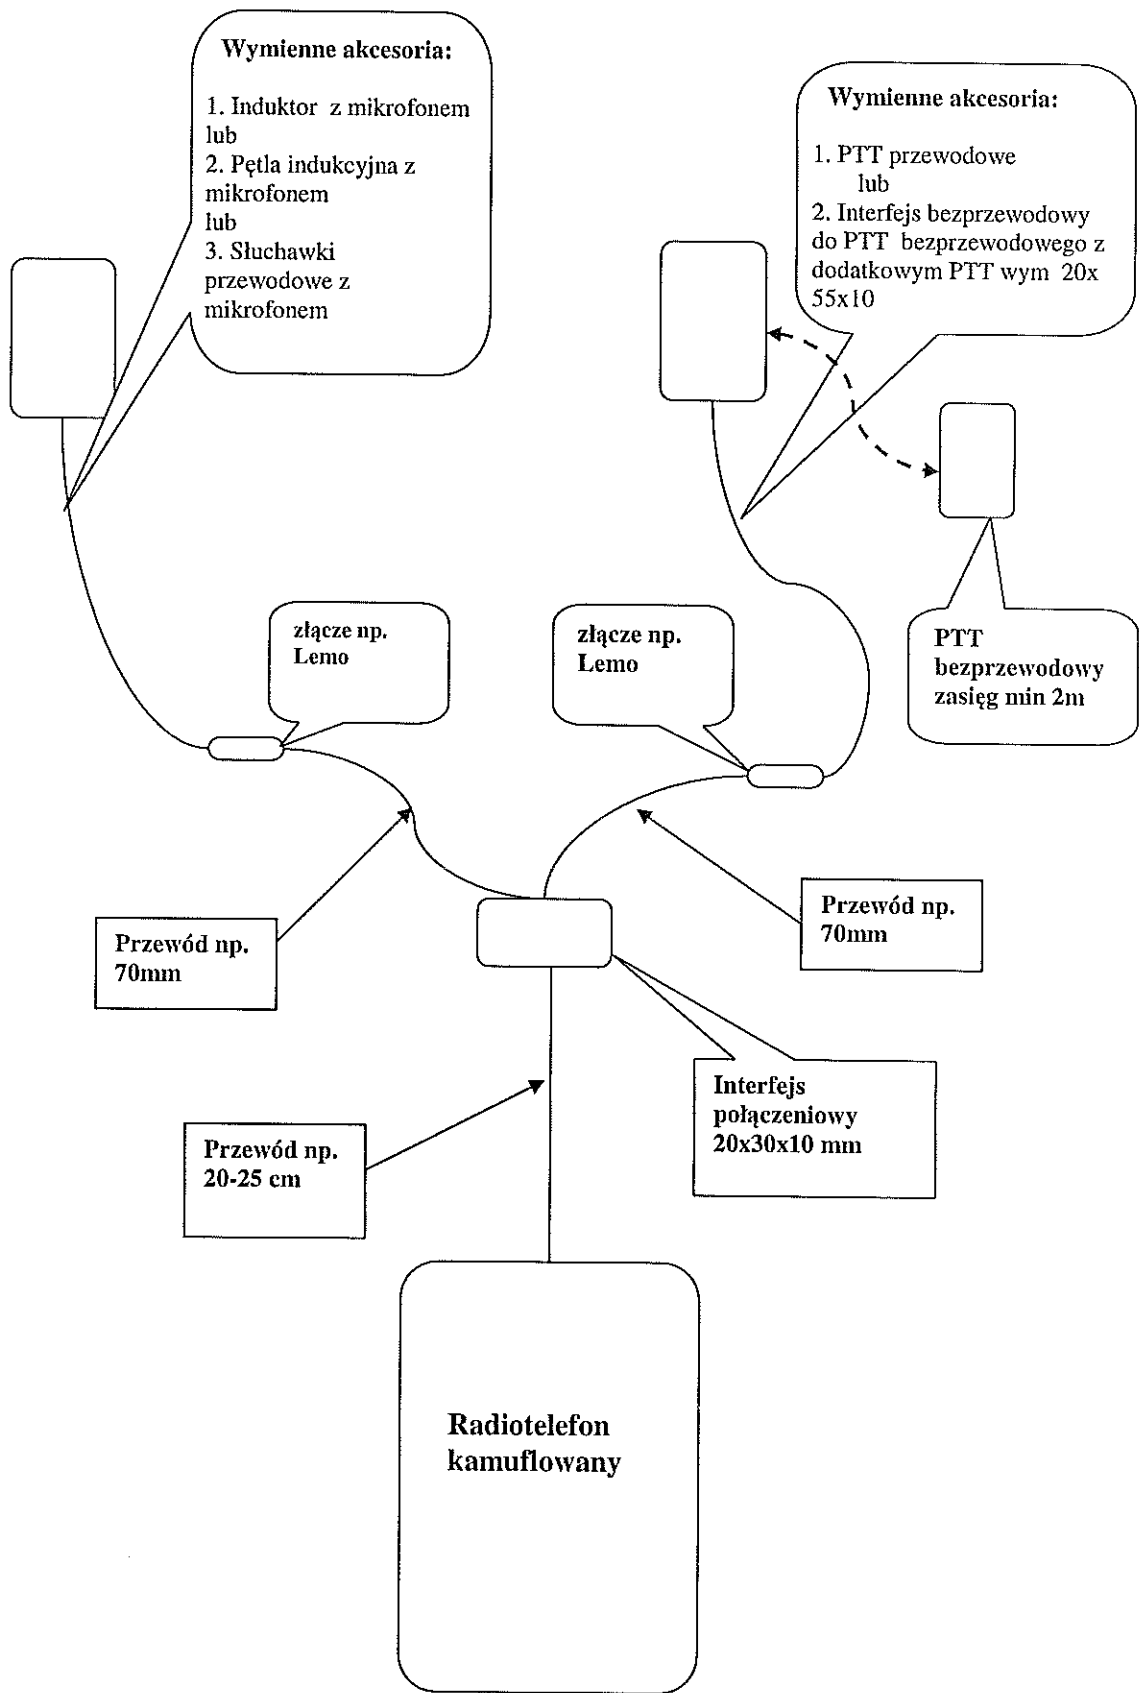 Wymienne akcesoria:
1. Induktor z mikrofonem
lub
2. Pętla indukcyjna z
mikrofonem
lub
3. Słuchawki
przewodowe z
mikrofonem
Wymienne akcesoria:
1. PTT przewodowe
lub
2. Interfejs bezprzewodowy
do PTT bezprzewodowego z
dodatkowym PTT wym 20x
55x10
złącze np.
Lemo
złącze np.
Lemo
PTT
bezprzewodowy
zasięg min 2m
Przewód np.
70mm
Przewód np.
70mm
Interfejs
połączeniowy
20x30x10 mm
Przewód np.
20-25 cm
Radiotelefon
kamuflowany